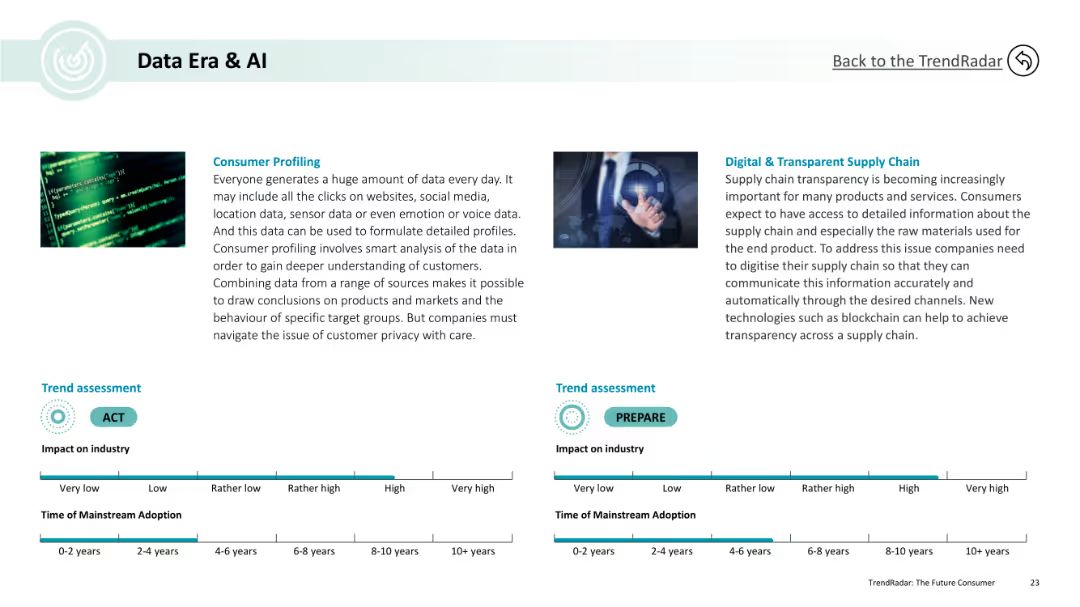 Data Era & AI
Back to the TrendRadar
Consumer Profiling
Everyone generates a huge amount of data every day. It
may include all the clicks on websites, social media,
location data, sensor data or even emotion or voice data.
And this data can be used to formulate detailed profiles.
Consumer profiling involves smart analysis of the data in
order to gain deeper understanding of customers.
Combining data from a range of sources makes it possible
to draw conclusions on products and markets and the
behaviour of specific target groups. But companies must
navigate the issue of customer privacy with care.
Trend assessment
ACT
Impact on industry
Very low Low Rather low Rather high High Very high
Time of Mainstream Adoption
0-2 years 2-4 years 4-6 years 6-8 years 8-10 years 10+ years
Digital & Transparent Supply Chain
Supply chain transparency is becoming increasingly
important for many products and services. Consumers
expect to have access to detailed information about the
supply chain and especially the raw materials used for
the end product. To address this issue companies need
to digitise their supply chain so that they can
communicate this information accurately and
automatically through the desired channels. New
technologies such as blockchain can help to achieve
transparency across a supply chain.
Trend assessment
PREPARE
Impact on industry
Very low Low Rather low Rather high High Very high
Time of Mainstream Adoption
0-2 years 2-4 years 4-6 years 6-8 years 8-10 years 10+ years
TrendRadar: The Future Consumer 23